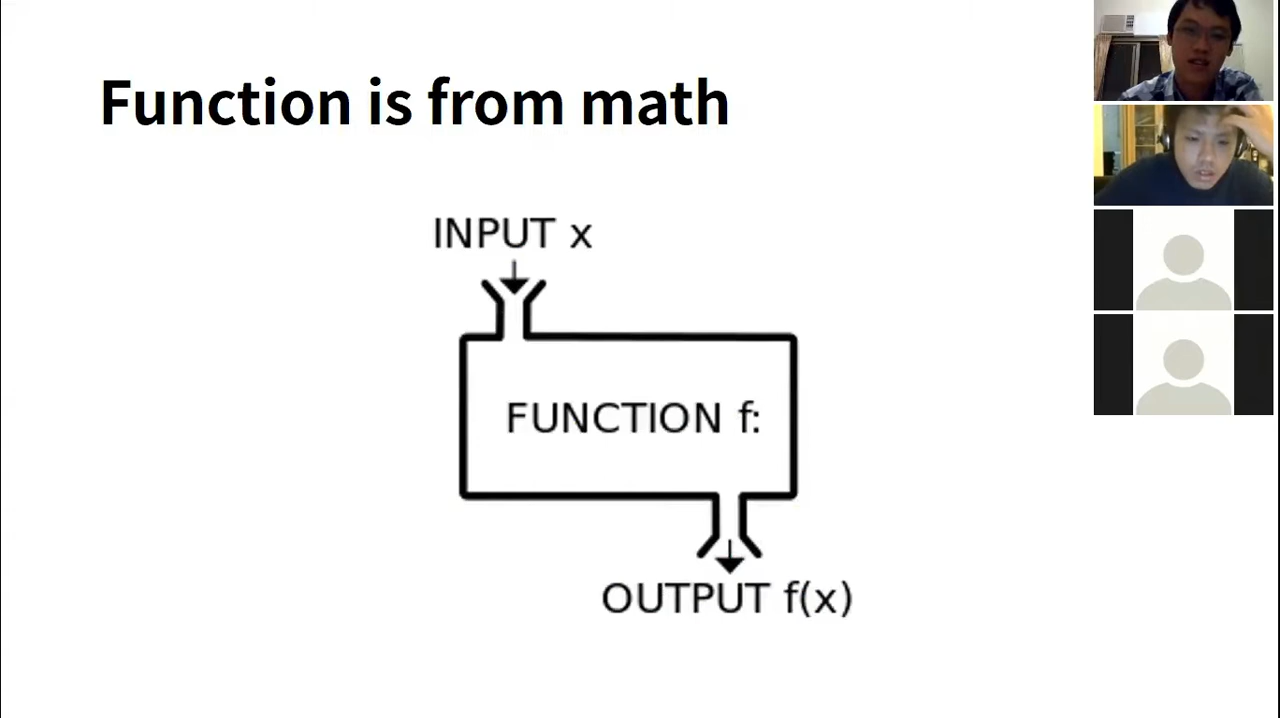 Function is from math
INPUT x
FUNCTION f:
OUTPUT f(x)